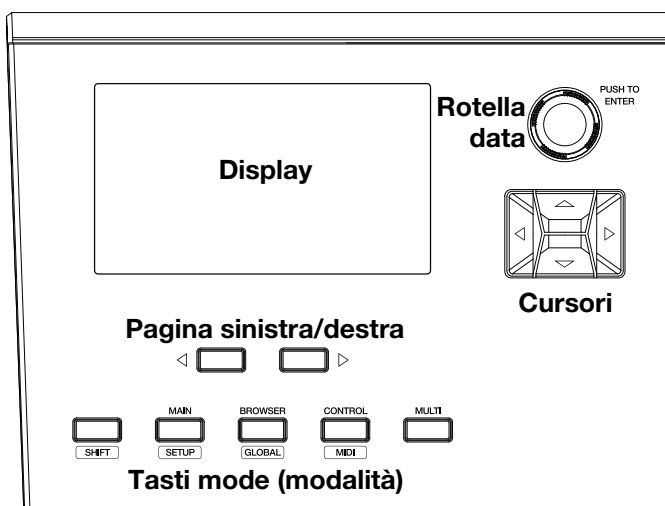 PUSH TO
ENTER
Rotella
data
Display
Cursori
Pagina sinistra/destra
MAIN
BROWSER
CONTROL
MULTI
SHIFT
SETUP
GLOBAL
MIDI
Tasti mode (modalità)